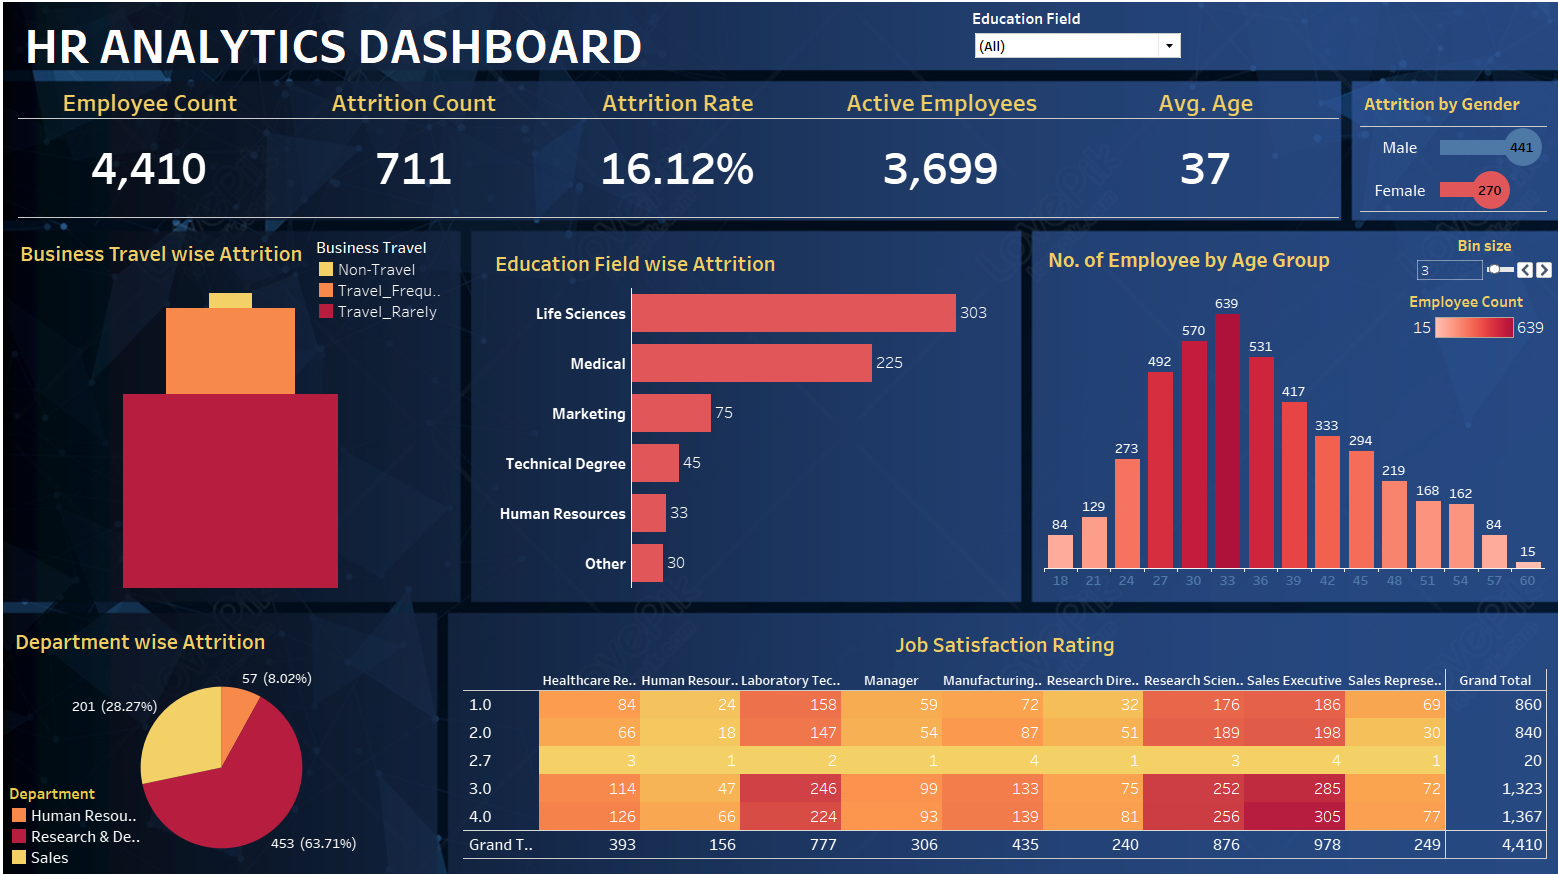 HR ANALYTICS DASHBOARD
Education Field
(All)
Employee Count
Attrition Count
Attrition Rate
Active Employees
Avg. Age
4,410
711
16.12%
3,699
37
Attrition by Gender
Male
441
Female
270
Business Travel wise Attrition
Business Travel
Non-Travel
Travel_Frequ..
Travel_Rarely
Education Field wise Attrition
Life Sciences 303
Medical 225
Marketing 75
Technical Degree 45
Human Resources 33
Other 30
No. of Employee by Age Group
Bin size
3
Employee Count
15 639
84 129 273 492 570 639 531 417 333 294 219 168 162 84 15
18 21 24 27 30 33 36 39 42 45 48 51 54 57 60
Department wise Attrition
57 (8.02%)
201 (28.27%)
453 (63.71%)
Department
Human Resou..
Research & De..
Sales
Job Satisfaction Rating
Healthcare Re.. Human Resour.. Laboratory Tec.. Manager Manufacturing.. Research Dire.. Research Scien.. Sales Executive Sales Represe.. Grand Total
1.0 84 24 158 59 72 32 176 186 69 860
2.0 66 18 147 54 87 51 189 198 30 840
2.7 3 1 2 1 4 1 3 4 1 20
3.0 114 47 246 99 133 75 252 285 72 1,323
4.0 126 66 224 93 139 81 256 305 77 1,367
Grand T.. 393 156 777 306 435 240 876 978 249 4,410